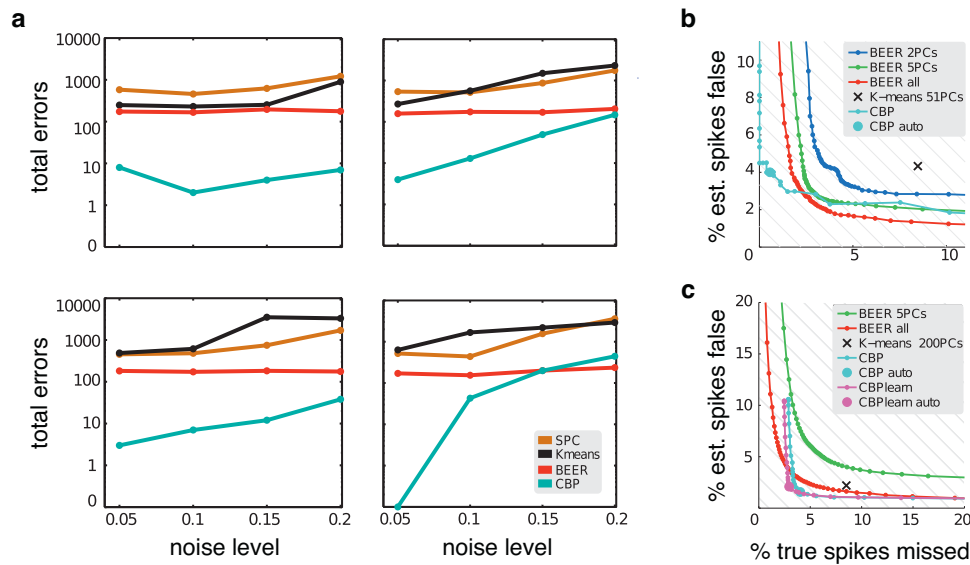 a
total errors
10000
1000
100
10
1
0
total errors
10000
1000
100
10
1
0
0.05
0.1
0.15
0.2
noise level
SPC
Kmeans
BEER
CBP
0.05
0.1
0.15
0.2
noise level
b
% est. spikes false
10
8
6
4
2
0
5
10
BEER 2PCs
BEER 5PCs
BEER all
K-means 51PCs
CBP
CBP auto
c
% est. spikes false
20
15
10
5
0
5
10
15
20
BEER 5PCs
BEER all
K-means 200PCs
CBP
CBP auto
CBPlearn
CBPlearn auto
% true spikes missed